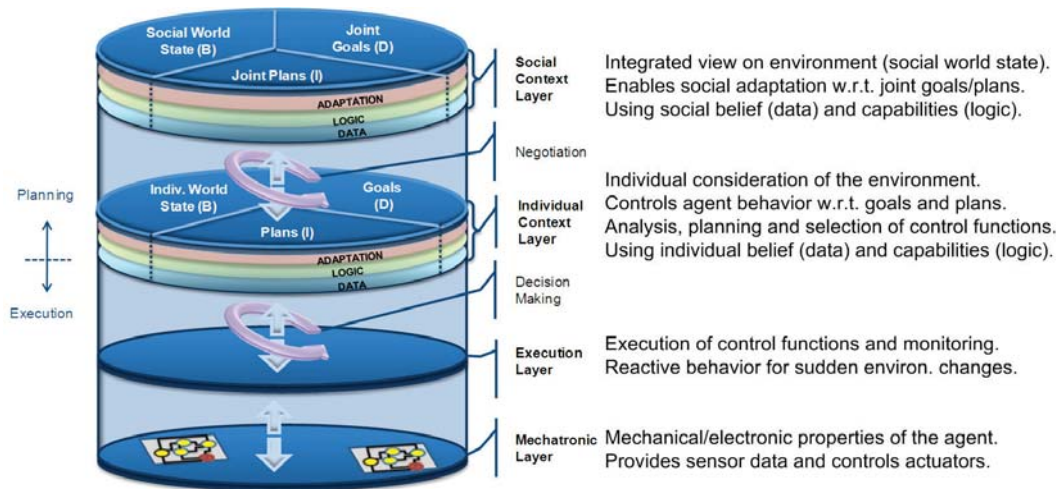 Social World
State (B)
Joint
Goals (D)
Joint Plans (I)
ADAPTATION
LOGIC
DATA
Social
Context
Layer
Integrated view on environment (social world state).
Enables social adaptation w.r.t. joint goals/plans.
Using social belief (data) and capabilities (logic).
Negotiation
Planning
Execution
Indiv. World
State (B)
Goals
(D)
Plans (I)
ADAPTATION
LOGIC
DATA
Individual
Context
Layer
Individual consideration of the environment.
Controls agent behavior w.r.t. goals and plans.
Analysis, planning and selection of control functions.
Using individual belief (data) and capabilities (logic).
Decision
Making
Execution
Layer
Execution of control functions and monitoring.
Reactive behavior for sudden environ. changes.
Mechatronic
Layer
Mechanical/electronic properties of the agent.
Provides sensor data and controls actuators.